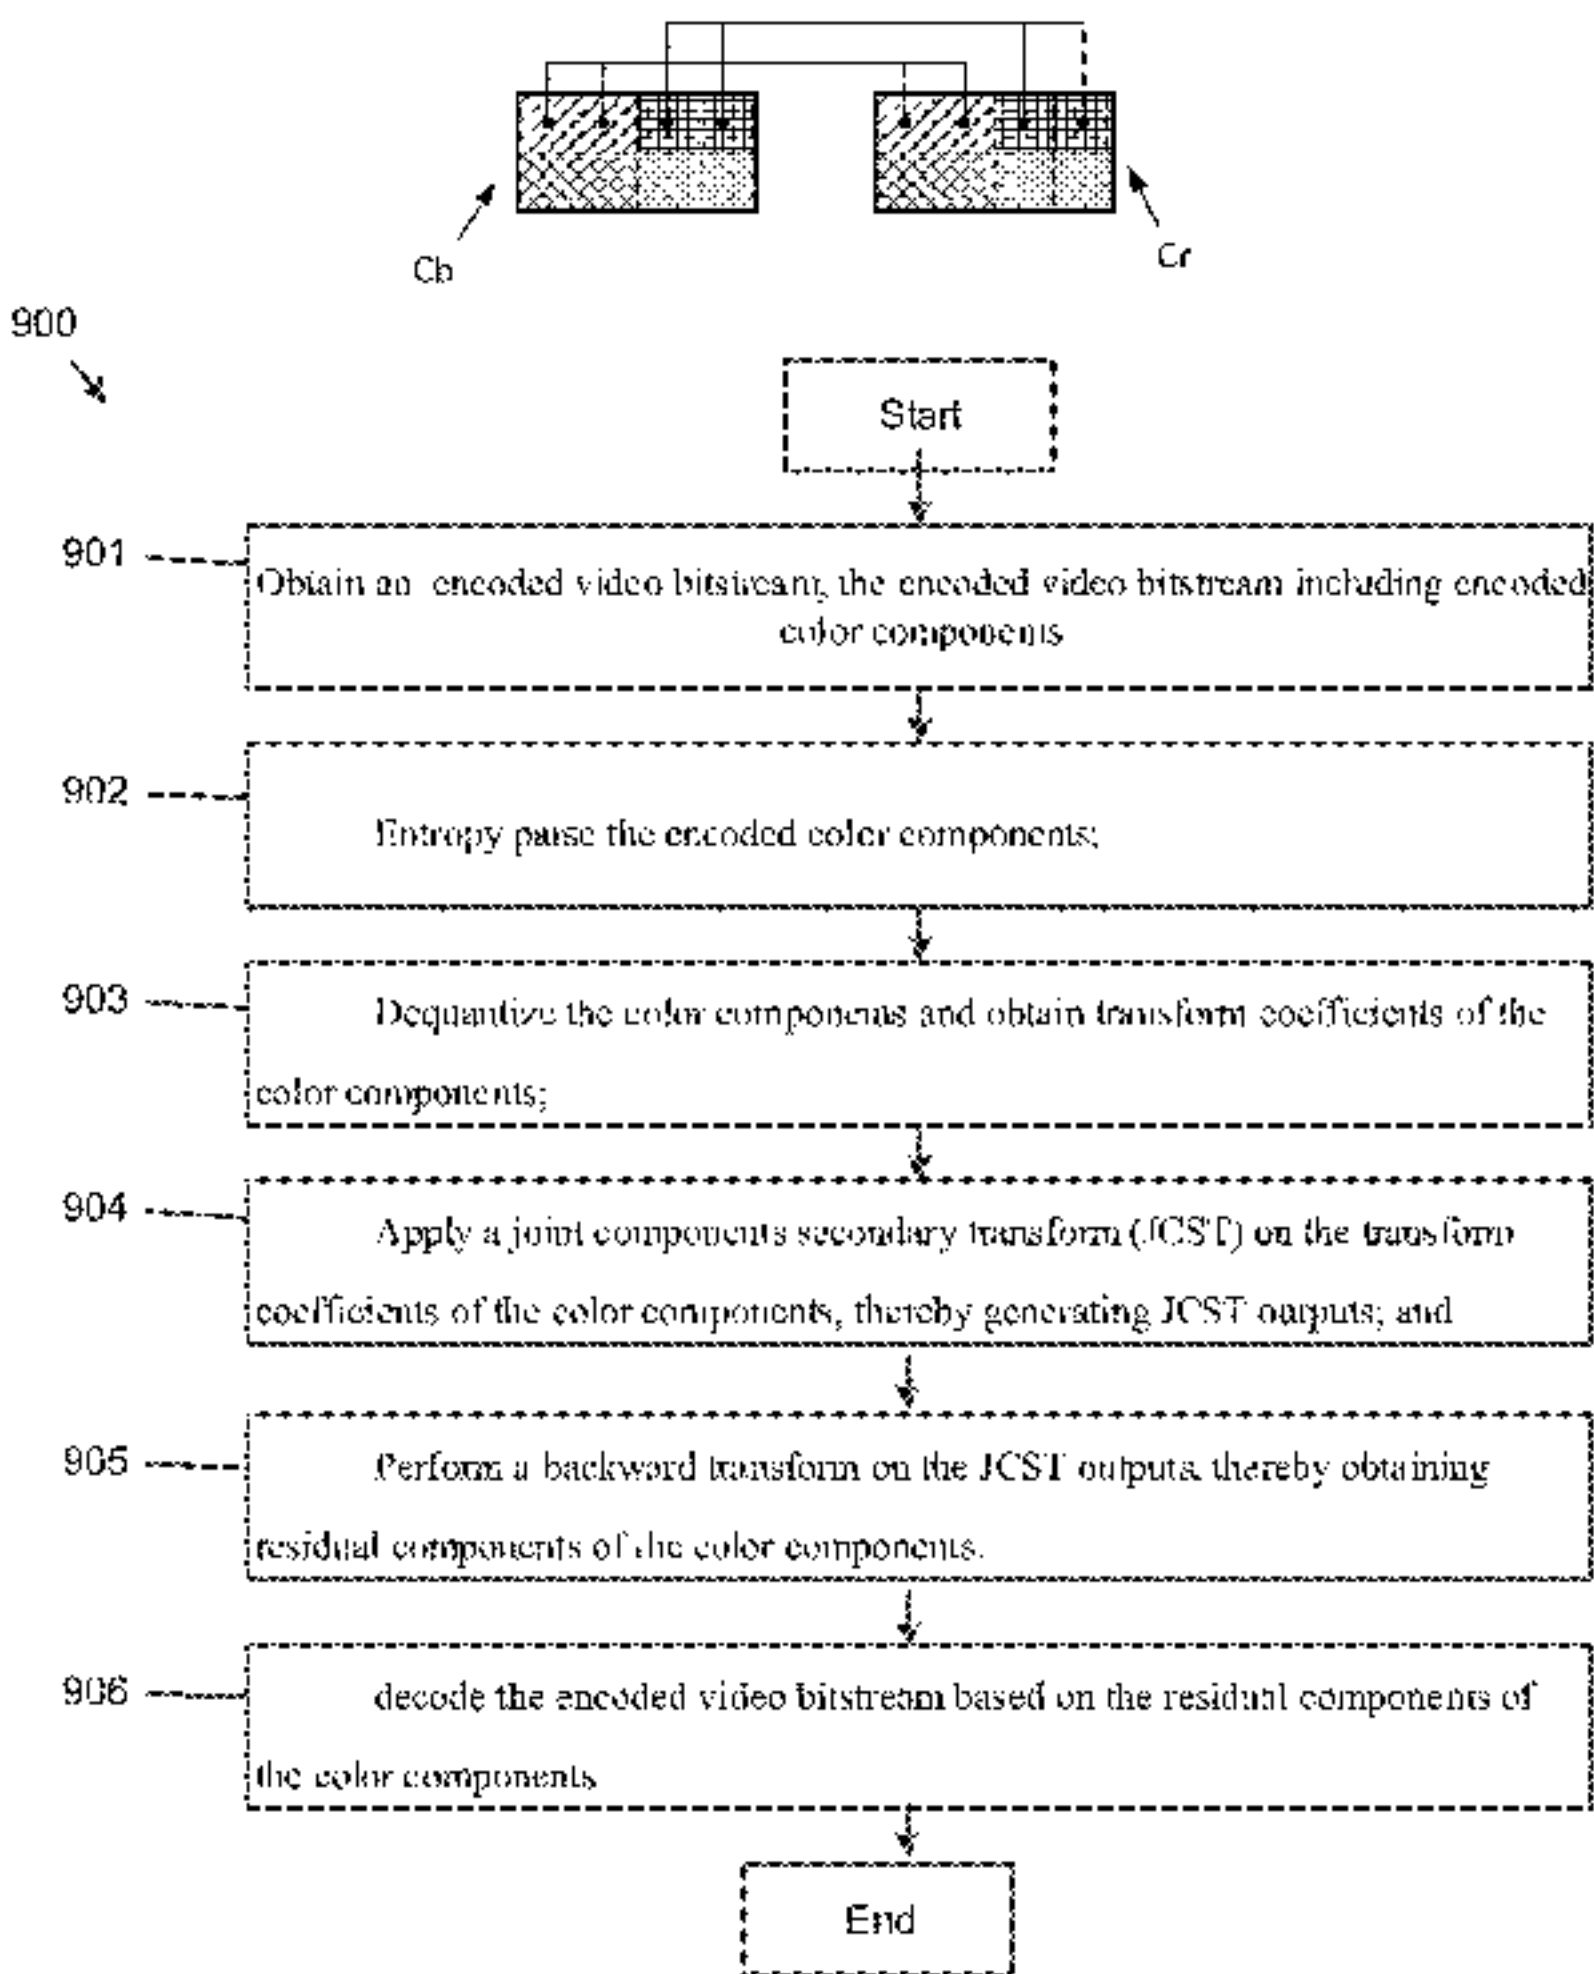 Cb
Cr
900
Start
901
Obtain an encoded video bitstream, the encoded video bitstream including encoded
color components
902
Entropy parse the encoded color components;
903
Dequantize the color components and obtain transform coefficients of the
color components;
904
Apply a joint components secondary transform (JCST) on the transform
coefficients of the color components, thereby generating JCST outputs; and
905
Perform a backward transform on the JCST outputs, thereby obtaining
residual components of the color components.
906
decode the encoded video bitstream based on the residual components of
the color components
End